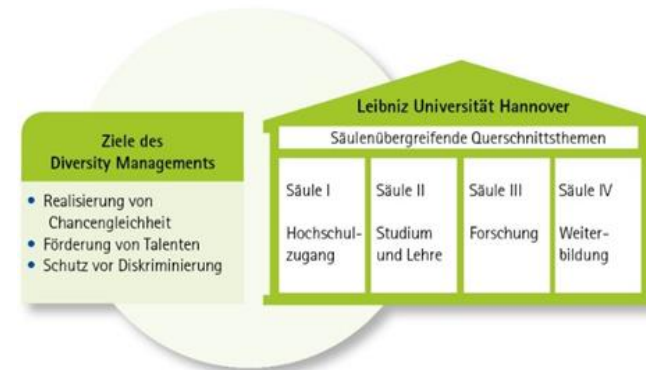 Ziele des
Diversity Managements
• Realisierung von
Chancengleichheit
• Förderung von Talenten
• Schutz vor Diskriminierung
Leibniz Universität Hannover
Säulenübergreifende Querschnittsthemen
Säule I
Hochschul-
zugang
Säule II
Studium
und Lehre
Säule III
Forschung
Säule IV
Weiter-
bildung